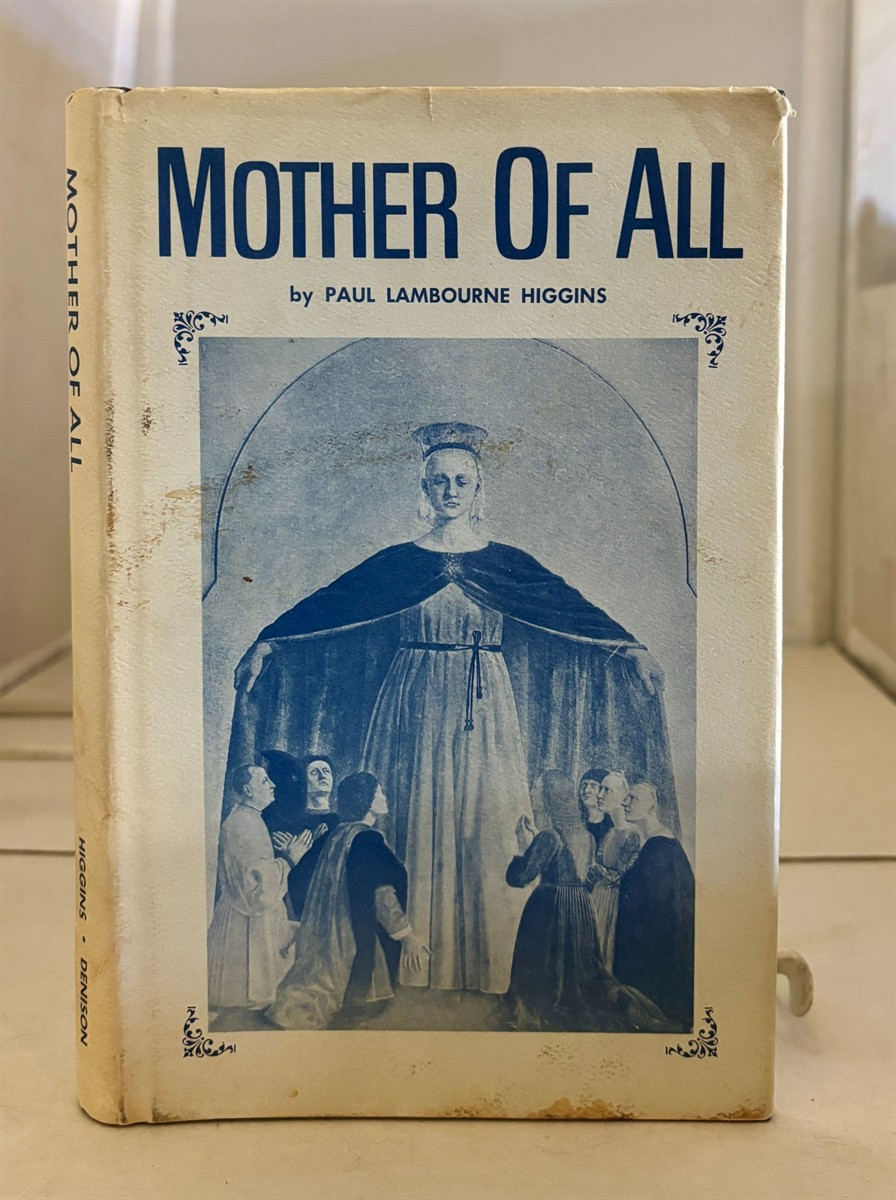 MOTHER OF ALL
by PAUL LAMBOURNE HIGGINS
MOTHER OF ALL
HIGGINS • DENISON